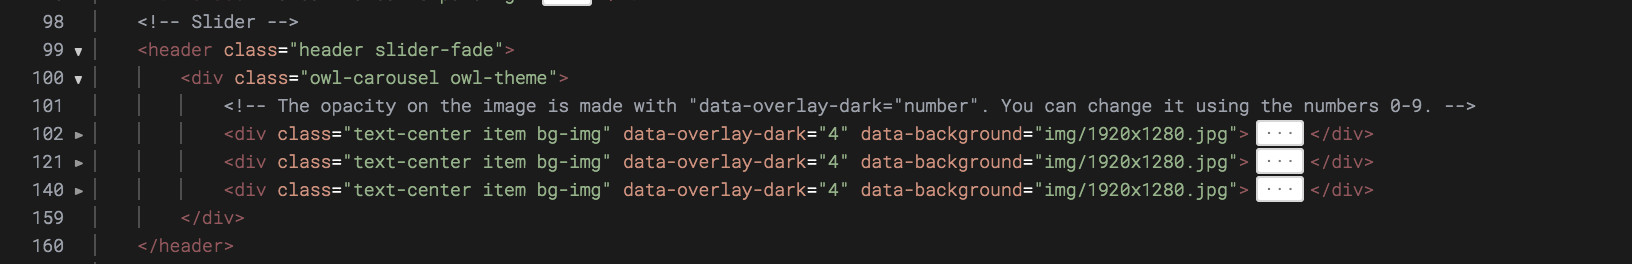 98 <!-- Slider -->
99 <header class="header slider-fade">
100 <div class="owl-carousel owl-theme">
101 <!-- The opacity on the image is made with "data-overlay-dark="number". You can change it using the numbers 0-9. -->
102 <div class="text-center item bg-img" data-overlay-dark="4" data-background="img/1920x1280.jpg"> ... </div>
121 <div class="text-center item bg-img" data-overlay-dark="4" data-background="img/1920x1280.jpg"> ... </div>
140 <div class="text-center item bg-img" data-overlay-dark="4" data-background="img/1920x1280.jpg"> ... </div>
159 </div>
160 </header>